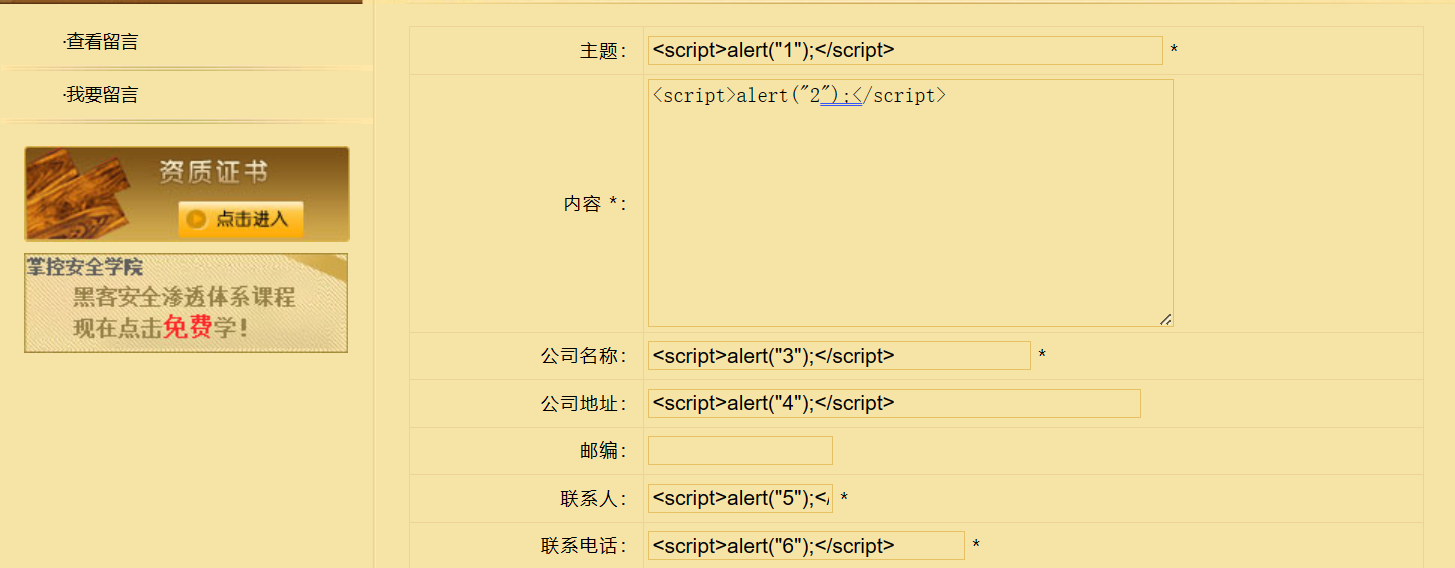 ·查看留言
·我要留言
资质证书
点击进入
掌控安全学院
黑客安全渗透体系课程
现在点击免费学!
主题： <script>alert("1");</script> *
内容 *： <script>alert("2");</script>
公司名称： <script>alert("3");</script> *
公司地址： <script>alert("4");</script>
邮编：
联系人： <script>alert("5");</ *
联系电话： <script>alert("6");</script> *